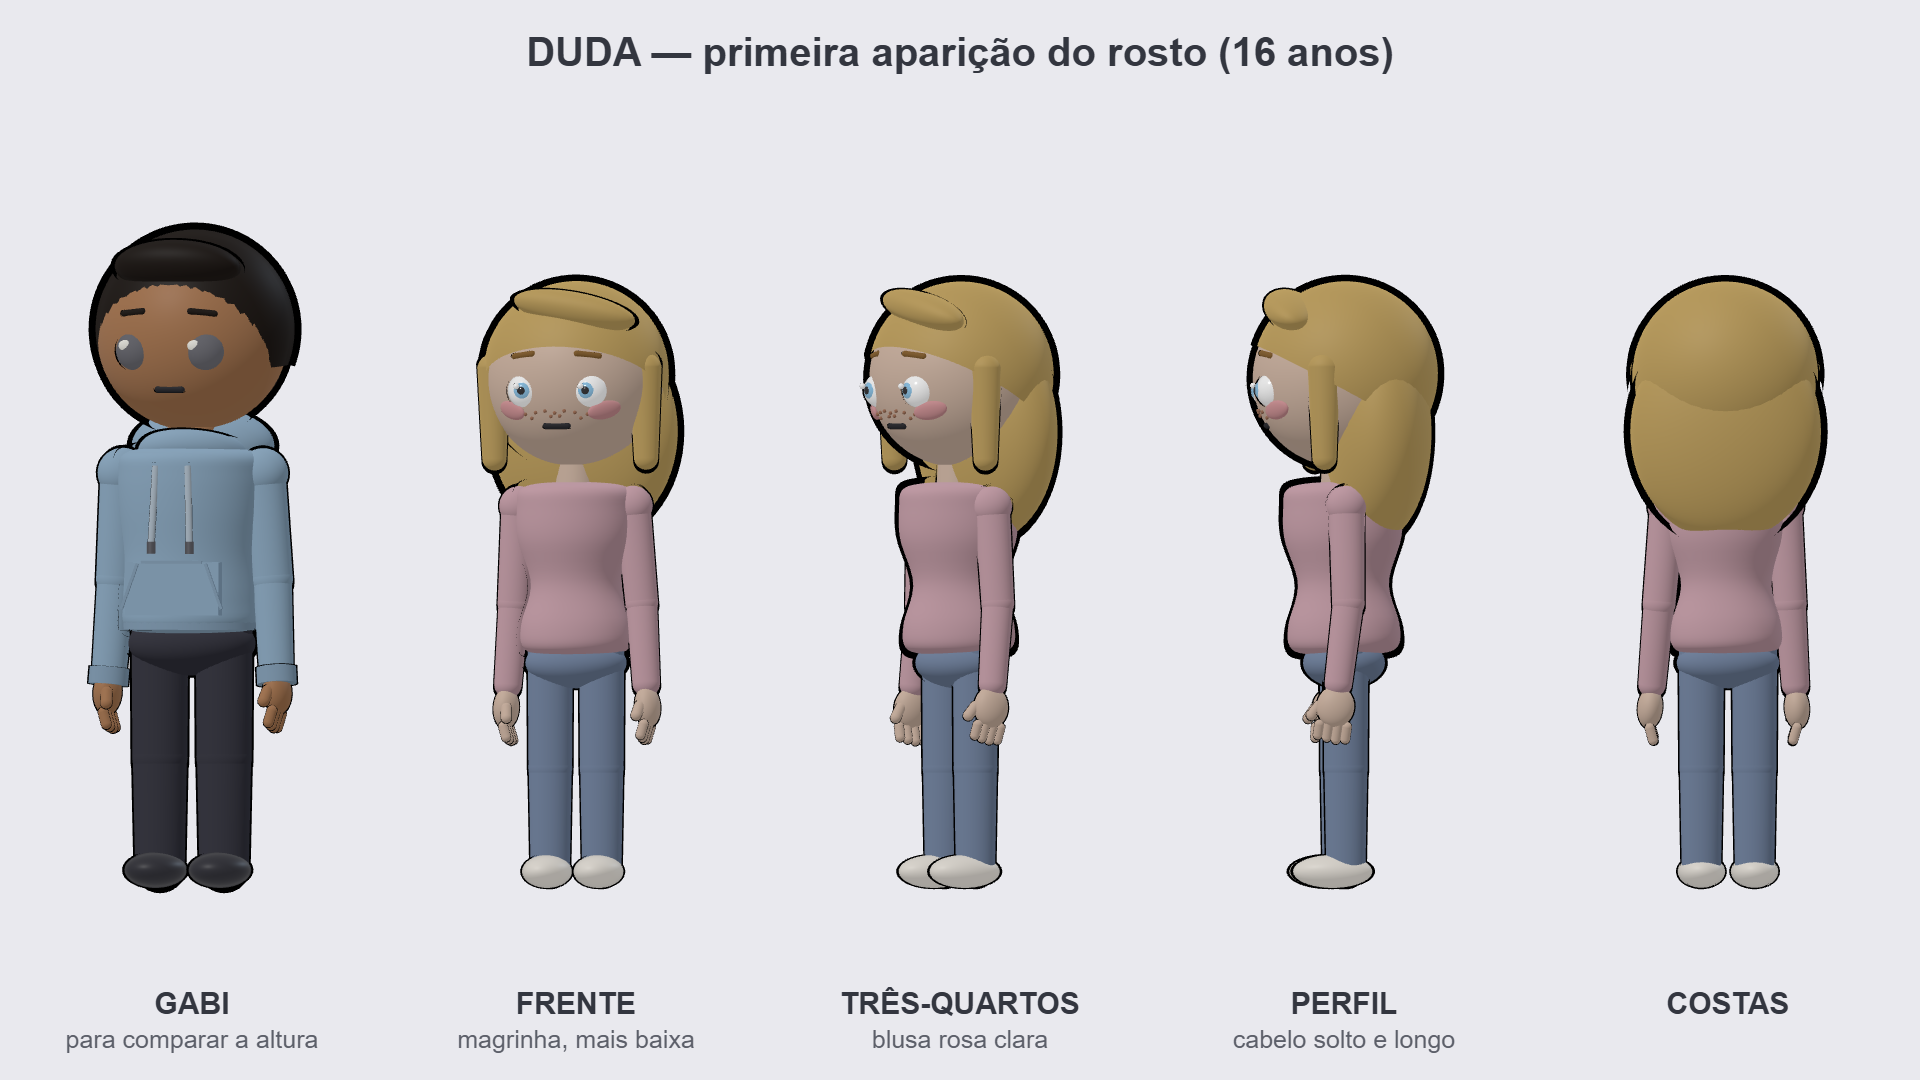 DUDA — primeira aparição do rosto (16 anos)
GABI
para comparar a altura
FRENTE
magrinha, mais baixa
TRÊS-QUARTOS
blusa rosa clara
PERFIL
cabelo solto e longo
COSTAS